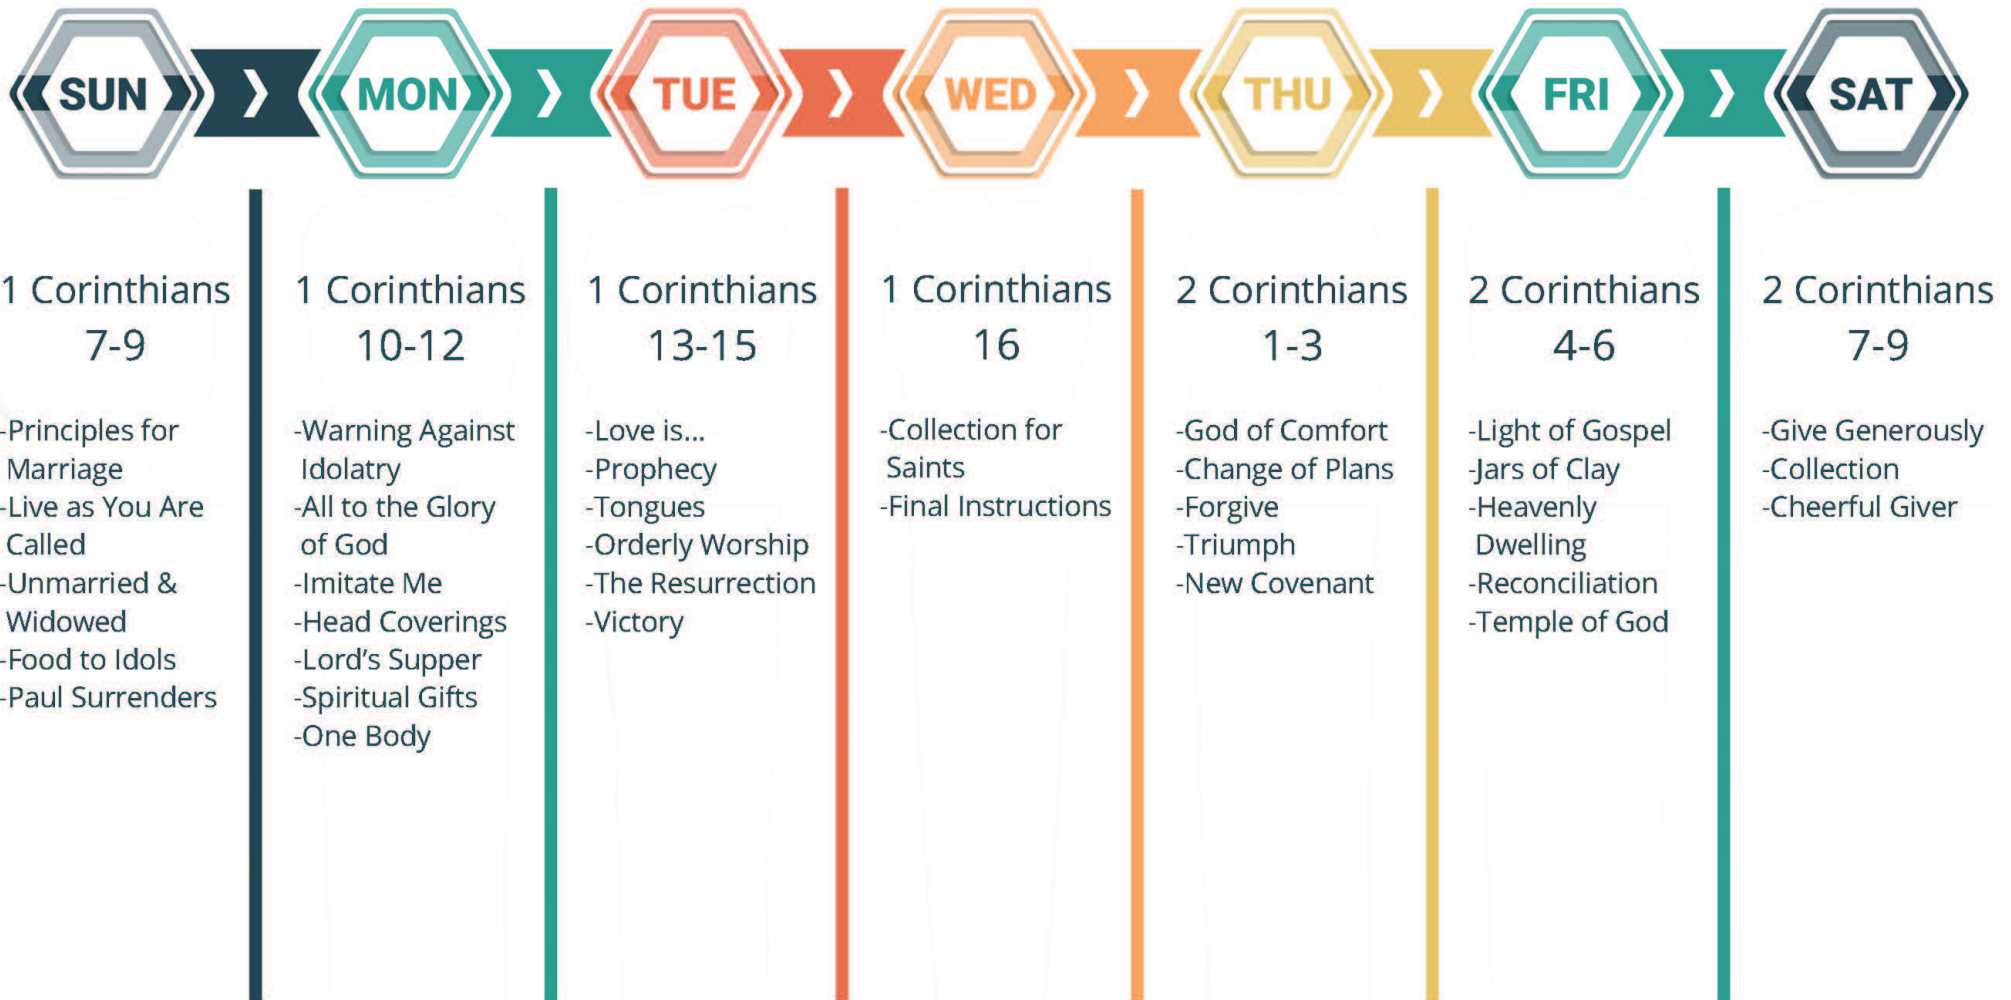 SUN
MON
TUE
WED
THU
FRI
SAT
1 Corinthians
7-9
-Principles for
Marriage
-Live as You Are
Called
-Unmarried &
Widowed
-Food to Idols
-Paul Surrenders
1 Corinthians
10-12
-Warning Against
Idolatry
-All to the Glory
of God
-Imitate Me
-Head Coverings
-Lord's Supper
-Spiritual Gifts
-One Body
1 Corinthians
13-15
-Love is...
-Prophecy
-Tongues
-Orderly Worship
-The Resurrection
-Victory
1 Corinthians
16
-Collection for
Saints
-Final Instructions
2 Corinthians
1-3
-God of Comfort
-Change of Plans
-Forgive
-Triumph
-New Covenant
2 Corinthians
4-6
-Light of Gospel
-Jars of Clay
-Heavenly
Dwelling
-Reconciliation
-Temple of God
2 Corinthians
7-9
-Give Generously
-Collection
-Cheerful Giver